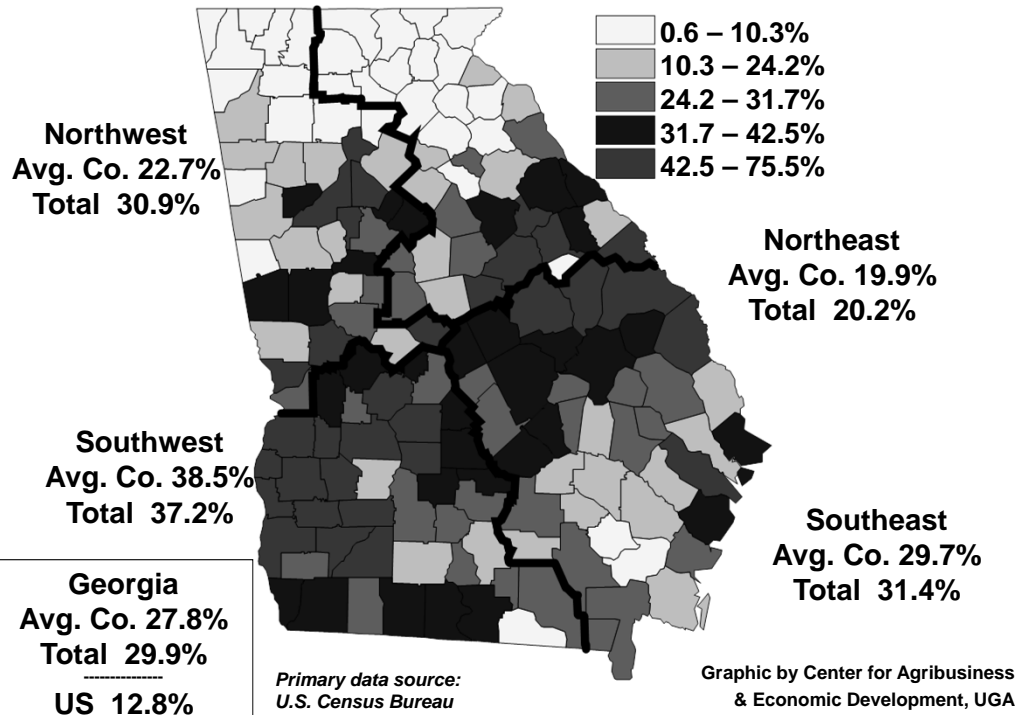 0.6 – 10.3%
10.3 – 24.2%
24.2 – 31.7%
31.7 – 42.5%
42.5 – 75.5%
Northwest
Avg. Co. 22.7%
Total 30.9%
Northeast
Avg. Co. 19.9%
Total 20.2%
Southwest
Avg. Co. 38.5%
Total 37.2%
Southeast
Avg. Co. 29.7%
Total 31.4%
Georgia
Avg. Co. 27.8%
Total 29.9%
---------------
US 12.8%
Primary data source:
U.S. Census Bureau
Graphic by Center for Agribusiness
& Economic Development, UGA